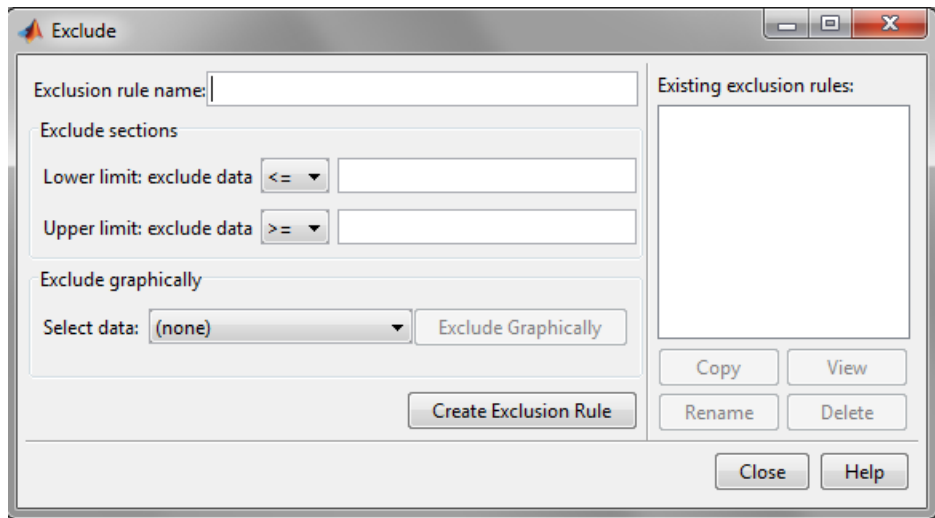 Exclude
Exclusion rule name:
Exclude sections
Lower limit: exclude data <=
Upper limit: exclude data >=
Exclude graphically
Select data: (none) Exclude Graphically
Create Exclusion Rule
Existing exclusion rules:
Copy View
Rename Delete
Close Help